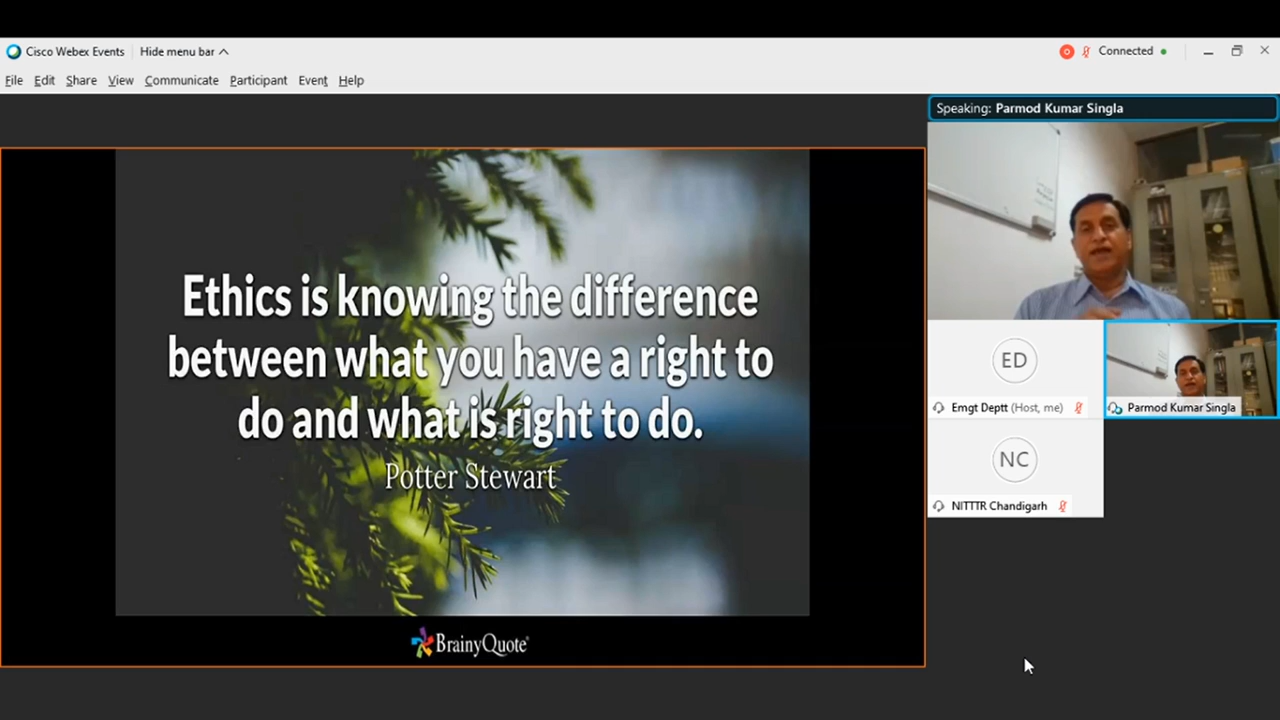 Cisco Webex Events Hide menu bar
Connected
File Edit Share View Communicate Participant Event Help
Speaking: Parmod Kumar Singla
Ethics is knowing the difference
between what you have a right to
do and what is right to do.
Potter Stewart
BrainyQuote®
ED
Emgt Deptt (Host, me)
Parmod Kumar Singla
NC
NITTTR Chandigarh